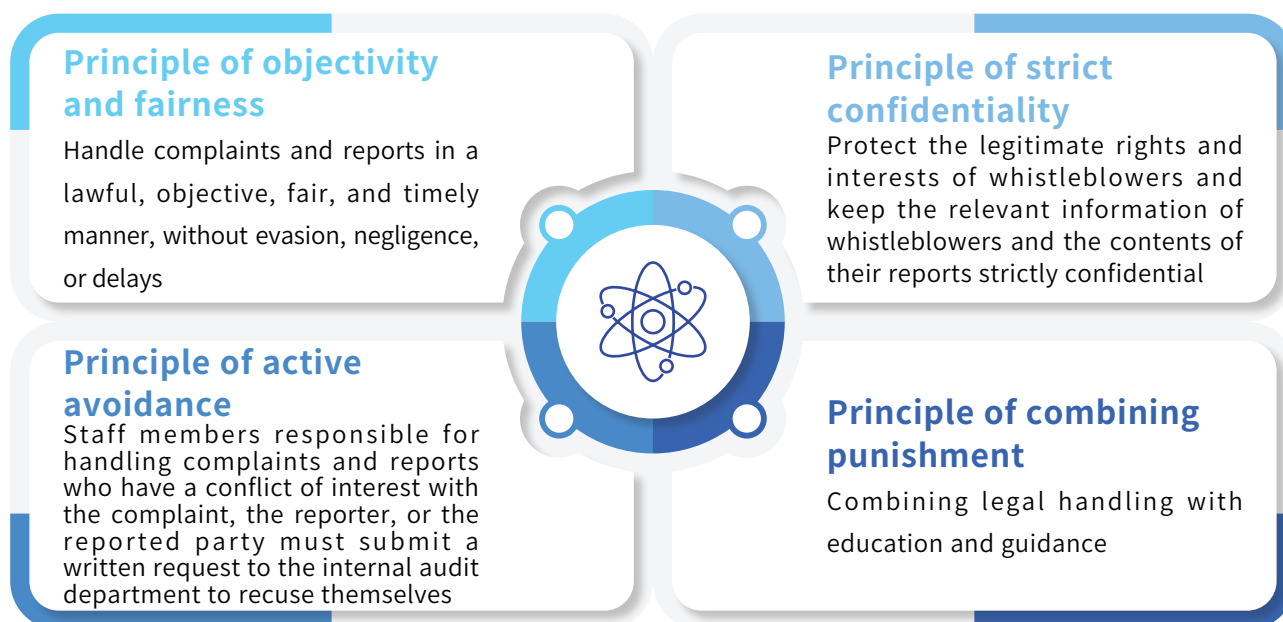 Principle of objectivity
and fairness
Handle complaints and reports in a
lawful, objective, fair, and timely
manner, without evasion, negligence,
or delays
Principle of strict
confidentiality
Protect the legitimate rights and
interests of whistleblowers and
keep the relevant information of
whistleblowers and the contents of
their reports strictly confidential
Principle of active
avoidance
Staff members responsible for
handling complaints and reports
who have a conflict of interest with
the complaint, the reporter, or the
reported party must submit a
written request to the internal audit
department to recuse themselves
Principle of combining
punishment
Combining legal handling with
education and guidance